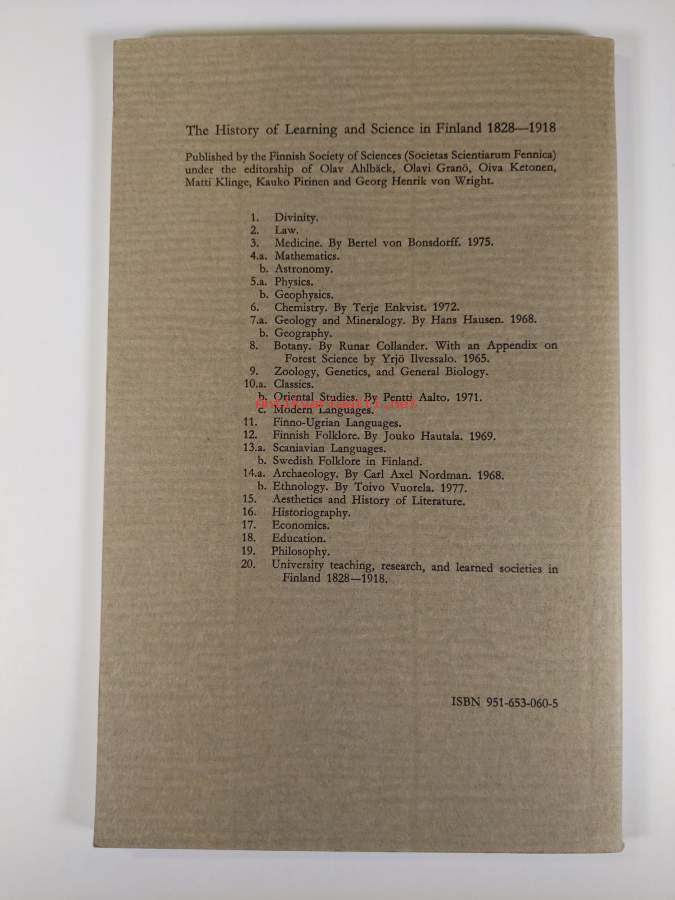 The History of Learning and Science in Finland 1828—1918
Published by the Finnish Society of Sciences (Societas Scientiarum Fennica)
under the editorship of Olav Ahlbäck, Olavi Granö, Oiva Ketonen,
Matti Klinge, Kauko Pirinen and Georg Henrik von Wright.
1. Divinity.
2. Law.
3. Medicine. By Bertel von Bonsdorff. 1975.
4.a. Mathematics.
b. Astronomy.
5.a. Physics.
b. Geophysics.
6. Chemistry. By Terje Enkvist. 1972.
7.a. Geology and Mineralogy. By Hans Hausen. 1968.
b. Geography.
8. Botany. By Runar Collander. With an Appendix on
Forest Science by Yrjö Ilvessalo. 1965.
9. Zoology, Genetics, and General Biology.
10.a. Classics.
b. Oriental Studies. By Pentti Aalto. 1971.
c. Modern Languages.
11. Finno-Ugrian Languages.
12. Finnish Folklore. By Jouko Hautala. 1969.
13.a. Scaniavian Languages.
b. Swedish Folklore in Finland.
14.a. Archaeology. By Carl Axel Nordman. 1968.
b. Ethnology. By Toivo Vuorela. 1977.
15. Aesthetics and History of Literature.
16. Historiography.
17. Economics.
18. Education.
19. Philosophy.
20. University teaching, research, and learned societies in
Finland 1828—1918.
ISBN 951-653-060-5